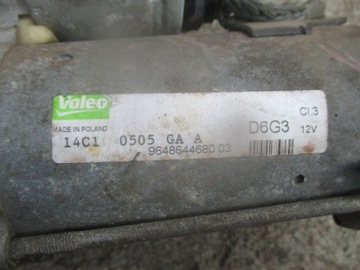 Valeo
MADE IN POLAND
14C1 0505 GA A
9648644680 03
D6G3
Cl.3
12V